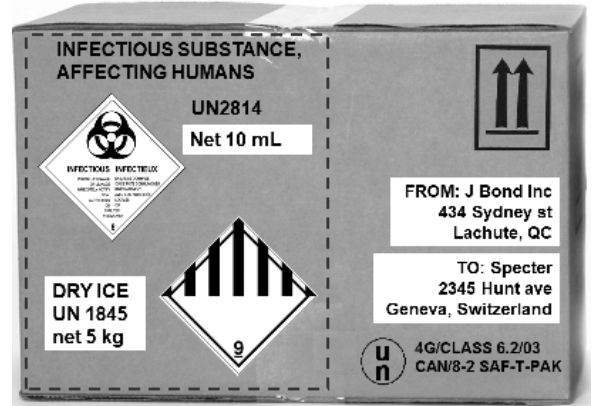 INFECTIOUS SUBSTANCE,
AFFECTING HUMANS
UN2814
Net 10 mL
INFECTIOUS INFECTIEUX
DRY ICE
UN 1845
net 5 kg
9
FROM: J Bond Inc
434 Sydney st
Lachute, QC
TO: Specter
2345 Hunt ave
Geneva, Switzerland
un
4G/CLASS 6.2/03
CAN/8-2 SAF-T-PAK